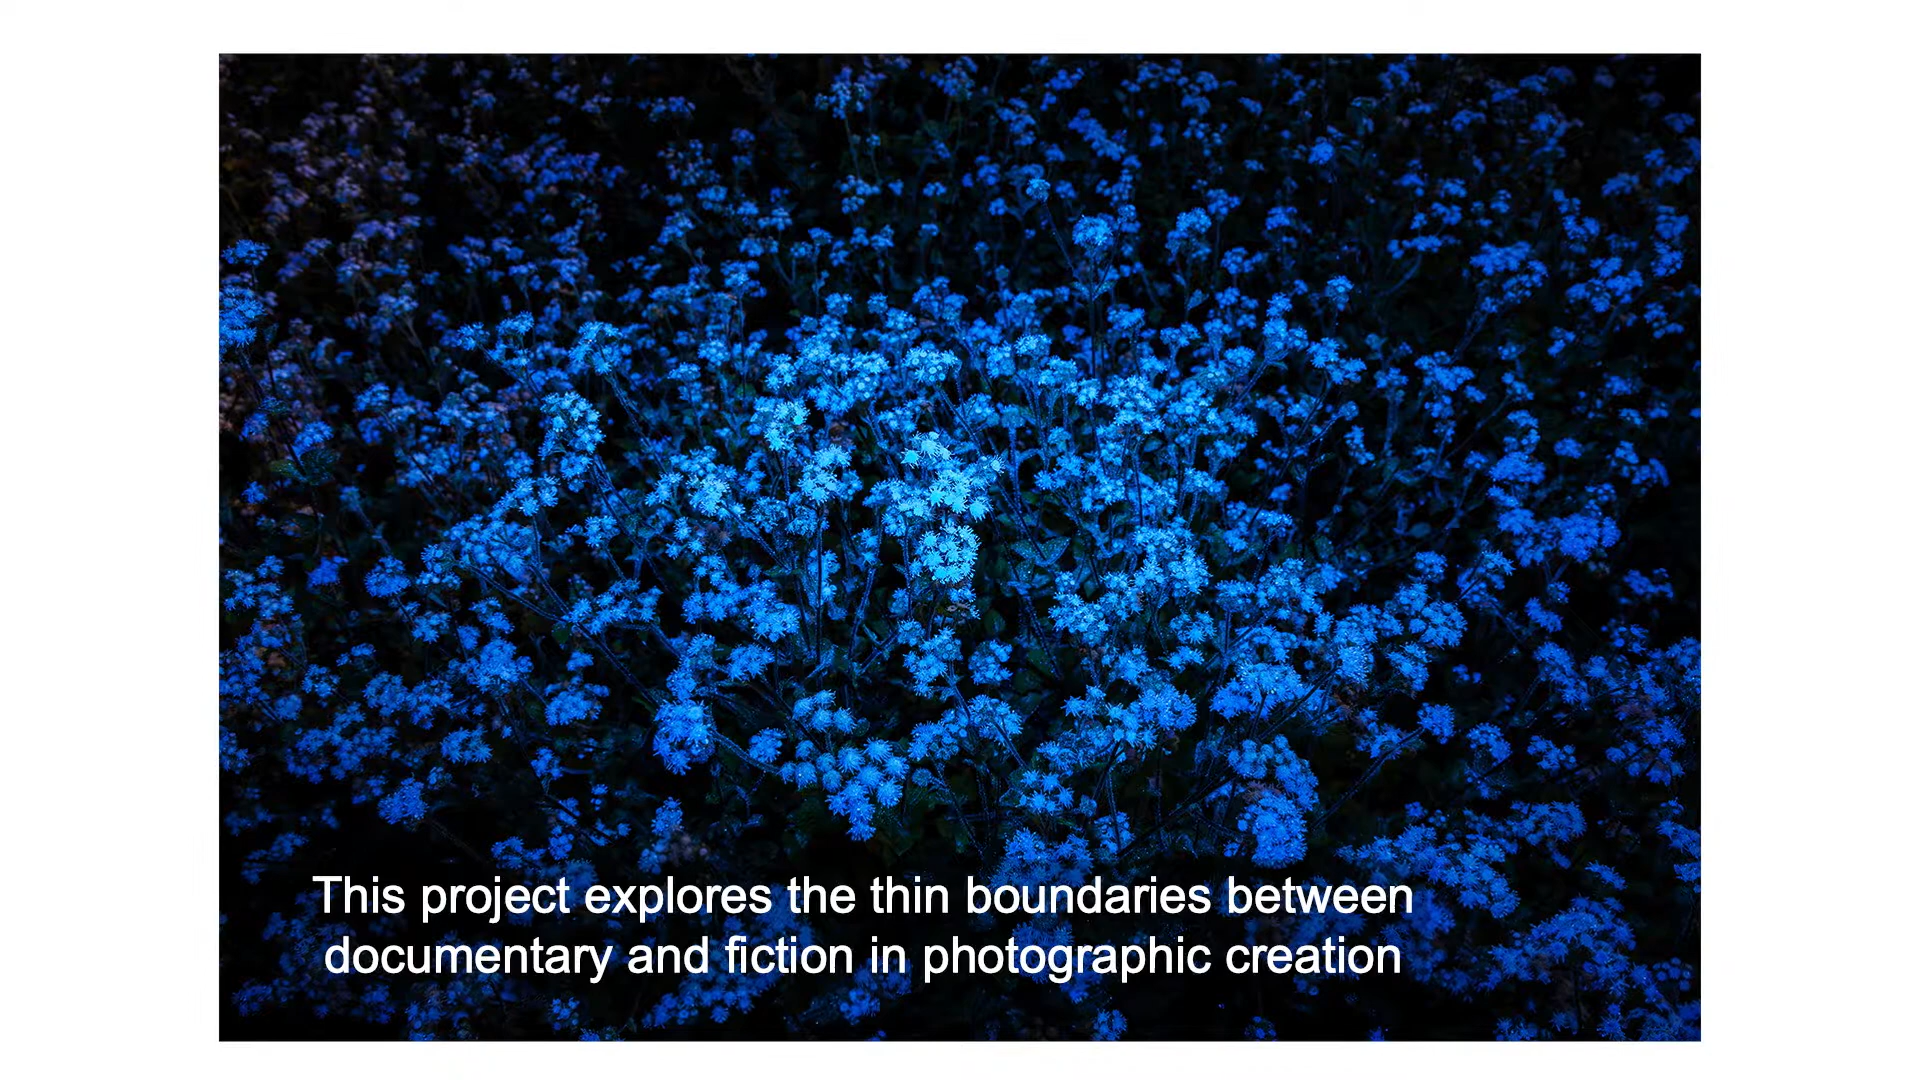 This project explores the thin boundaries between
documentary and fiction in photographic creation